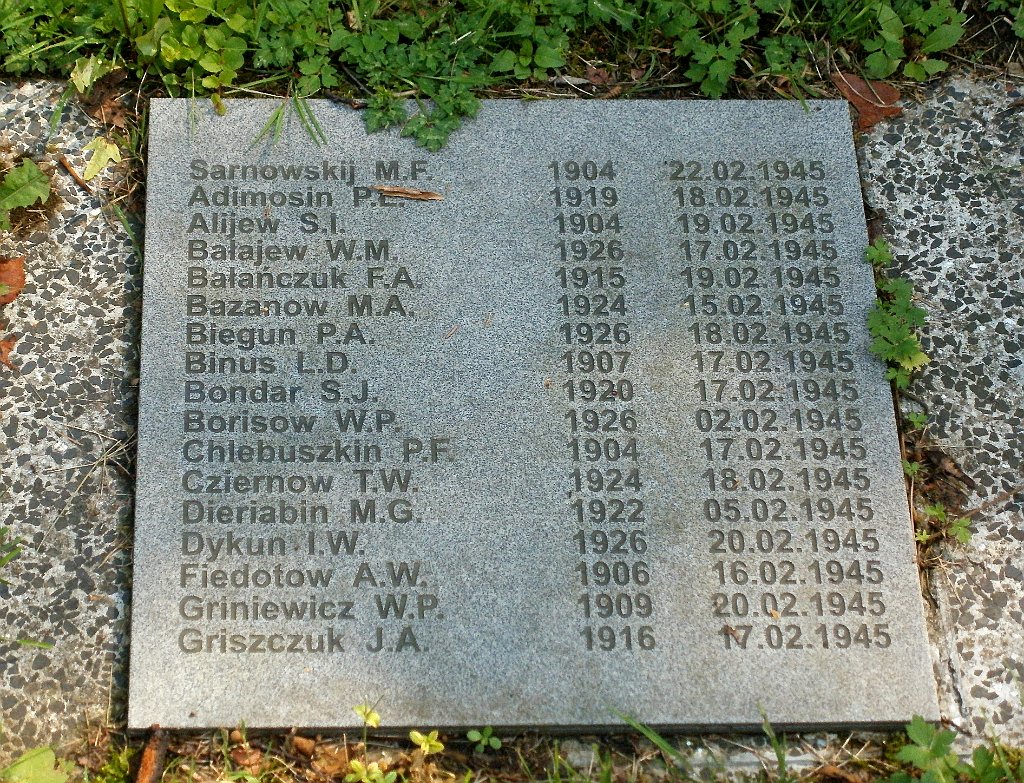 Sarnowskij M.F. 1904 22.02.1945
Adimosin P.E. 1919 18.02.1945
Alijew S.I. 1904 19.02.1945
Bałajew W.M. 1926 17.02.1945
Bałańczuk F.A. 1915 19.02.1945
Bazanow M.A. 1924 15.02.1945
Biegun P.A. 1926 18.02.1945
Binus L.D. 1907 17.02.1945
Bondar S.J. 1920 17.02.1945
Borisow W.P. 1926 02.02.1945
Chlebuszkin P.F. 1904 17.02.1945
Cziernow T.W. 1924 18.02.1945
Dieriabin M.G. 1922 05.02.1945
Dykun I.W. 1926 20.02.1945
Fiedotow A.W. 1906 16.02.1945
Griniewicz W.P. 1909 20.02.1945
Griszczuk J.A. 1916 17.02.1945